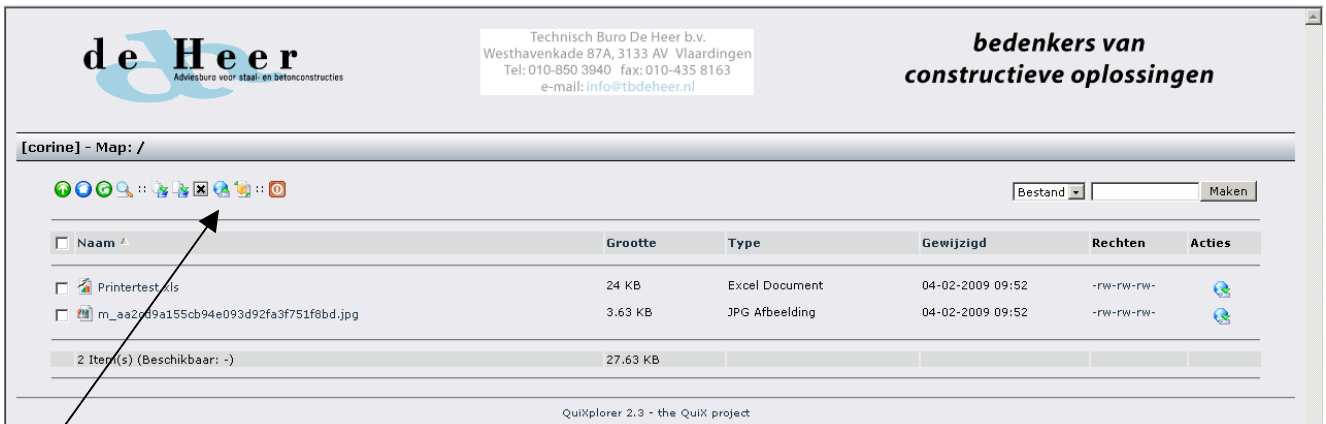 de Heer
Adviesburo voor staal- en betonconstructies
Technisch Buro De Heer b.v.
Westhavenkade 87A, 3133 AV Vlaardingen
Tel: 010-850 3940 fax: 010-435 8163
e-mail: info@tbdeheer.nl
bedenkers van
constructieve oplossingen
[corine] - Map: /
:: :: Bestand Maken
Naam Grootte Type Gewijzigd Rechten Acties
Printertest.xls 24 KB Excel Document 04-02-2009 09:52 -rw-rw-rw-
m_aa2cd9a155cb94e093d92fa3f751f8bd.jpg 3.63 KB JPG Afbeelding 04-02-2009 09:52 -rw-rw-rw-
2 Item(s) (Beschikbaar: -) 27.63 KB
QuiXplorer 2.3 - the QuiX project